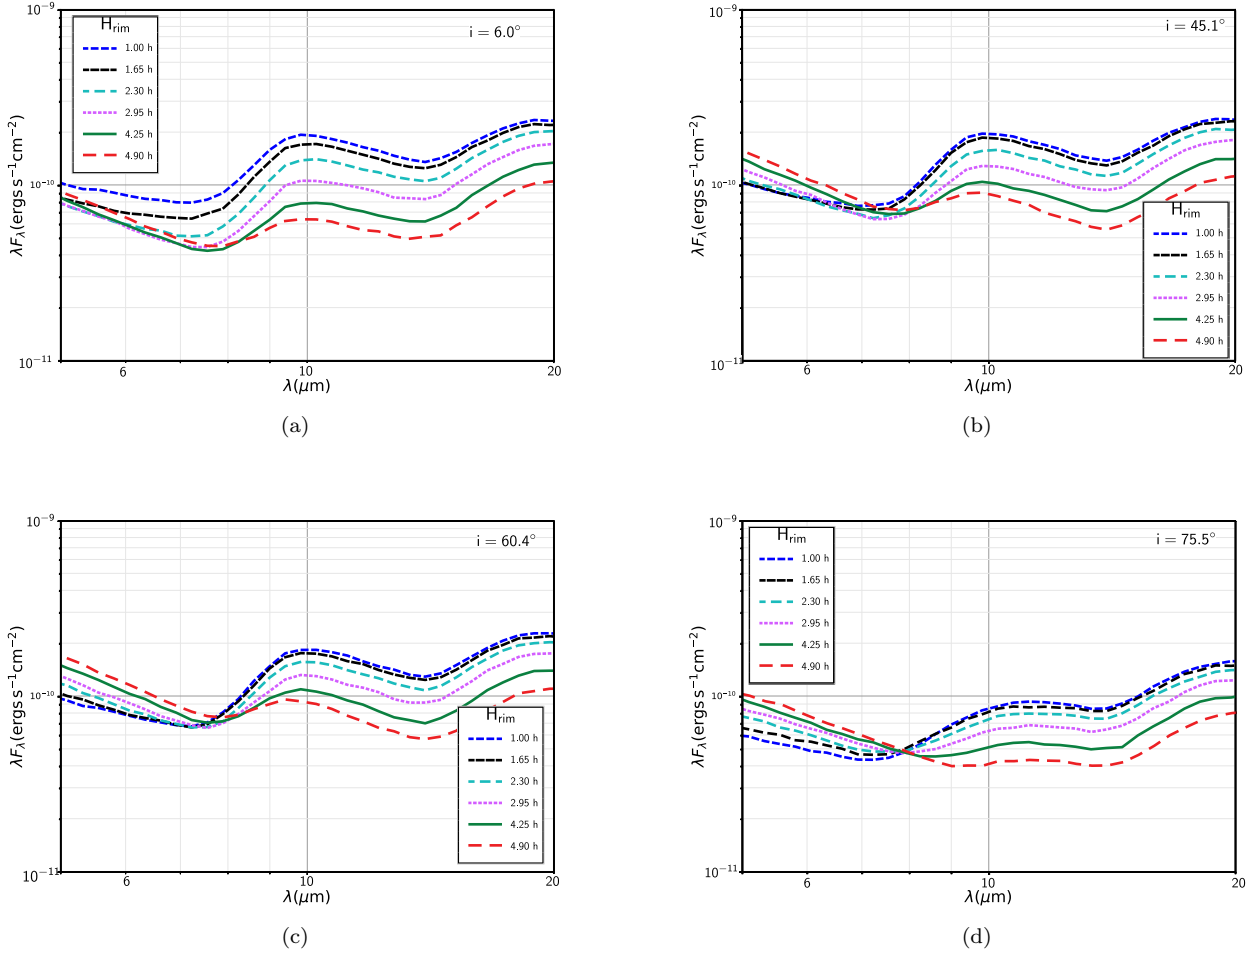 i = 6.0°
H_rim
1.00 h
1.65 h
2.30 h
2.95 h
4.25 h
4.90 h
10⁻⁹
10⁻¹⁰
10⁻¹¹
λF_λ(ergs s⁻¹cm⁻²)
6
10
20
λ(μm)
(a)
i = 45.1°
10⁻⁹
10⁻¹⁰
10⁻¹¹
λF_λ(ergs s⁻¹cm⁻²)
H_rim
1.00 h
1.65 h
2.30 h
2.95 h
4.25 h
4.90 h
6
10
20
λ(μm)
(b)
i = 60.4°
10⁻⁹
10⁻¹⁰
10⁻¹¹
λF_λ(ergs s⁻¹cm⁻²)
H_rim
1.00 h
1.65 h
2.30 h
2.95 h
4.25 h
4.90 h
6
10
20
λ(μm)
(c)
i = 75.5°
H_rim
1.00 h
1.65 h
2.30 h
2.95 h
4.25 h
4.90 h
10⁻⁹
10⁻¹⁰
10⁻¹¹
λF_λ(ergs s⁻¹cm⁻²)
6
10
20
λ(μm)
(d)